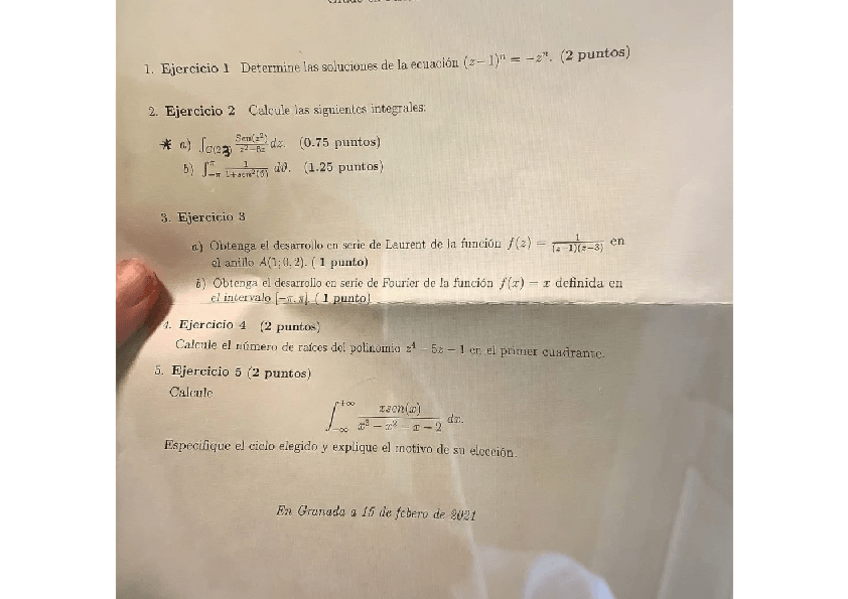 1. Ejercicio 1 Determine las soluciones de la ecuación (z−1)ⁿ = −zⁿ. (2 puntos)
2. Ejercicio 2 Calcule las siguientes integrales:
* a) ∫ Sen(z²)/(z²−5z) dz. (0.75 puntos)
b) ∫_{−π}^{π} 1/(1+sen²(θ)) dθ. (1.25 puntos)
3. Ejercicio 3
a) Obtenga el desarrollo en serie de Laurent de la función f(z) = 1/((z−1)(z−3)) en
el anillo A(1;0,2). ( 1 punto)
b) Obtenga el desarrollo en serie de Fourier de la función f(x) = x definida en
el intervalo [−π,π]. ( 1 punto)
4. Ejercicio 4 (2 puntos)
Calcule el número de raíces del polinomio z⁴ − 5z − 1 en el primer cuadrante.
5. Ejercicio 5 (2 puntos)
Calcule
∫_{−∞}^{+∞} xsen(x)/(x³ − x² − x − 2) dx.
Especifique el ciclo elegido y explique el motivo de su elección.
En Granada a 15 de febero de 2021